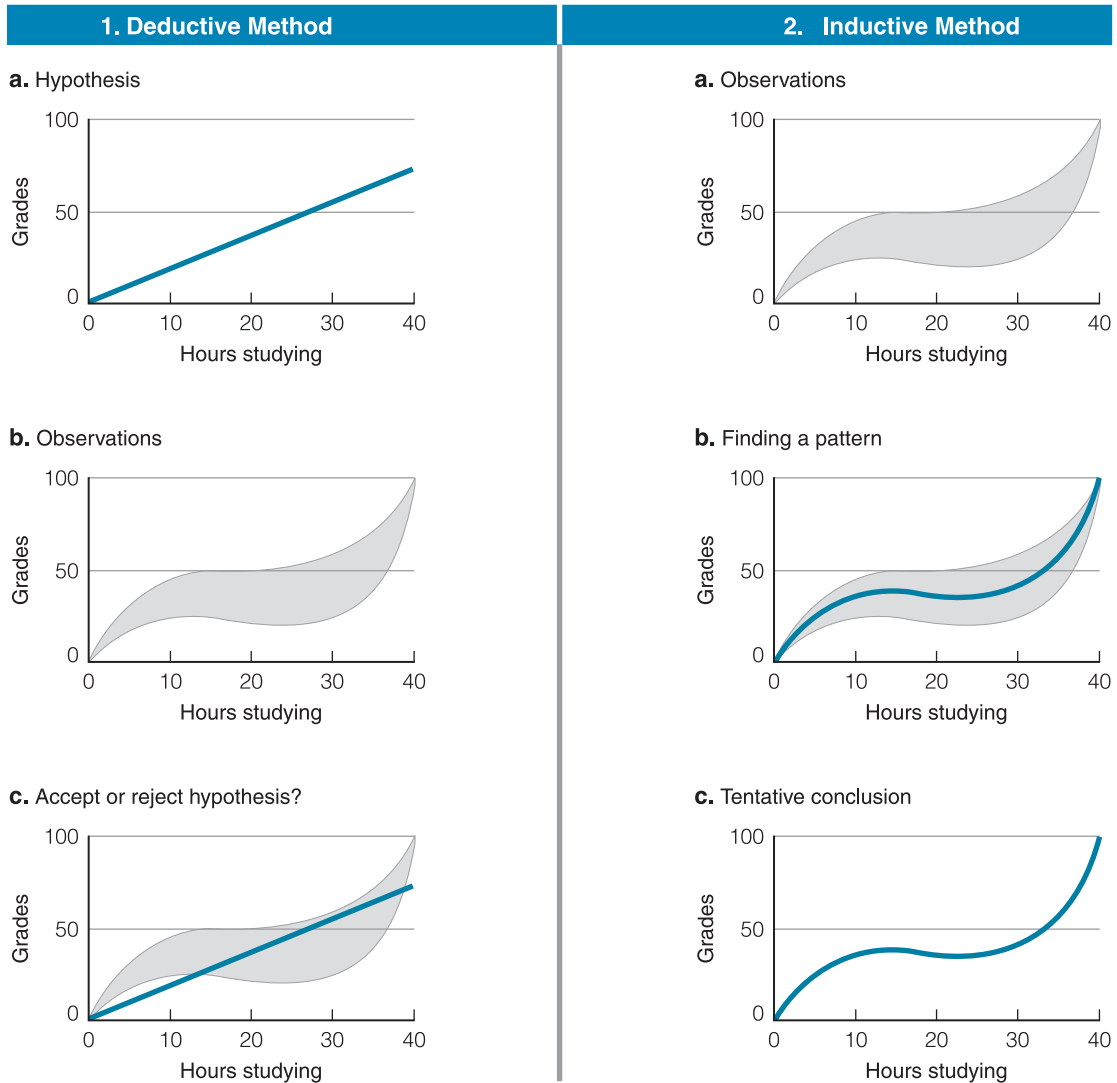 1. Deductive Method
a. Hypothesis
100
50
0
Grades
0 10 20 30 40
Hours studying
b. Observations
100
50
0
Grades
0 10 20 30 40
Hours studying
c. Accept or reject hypothesis?
100
50
0
Grades
0 10 20 30 40
Hours studying
2. Inductive Method
a. Observations
100
50
0
Grades
0 10 20 30 40
Hours studying
b. Finding a pattern
100
50
0
Grades
0 10 20 30 40
Hours studying
c. Tentative conclusion
100
50
0
Grades
0 10 20 30 40
Hours studying